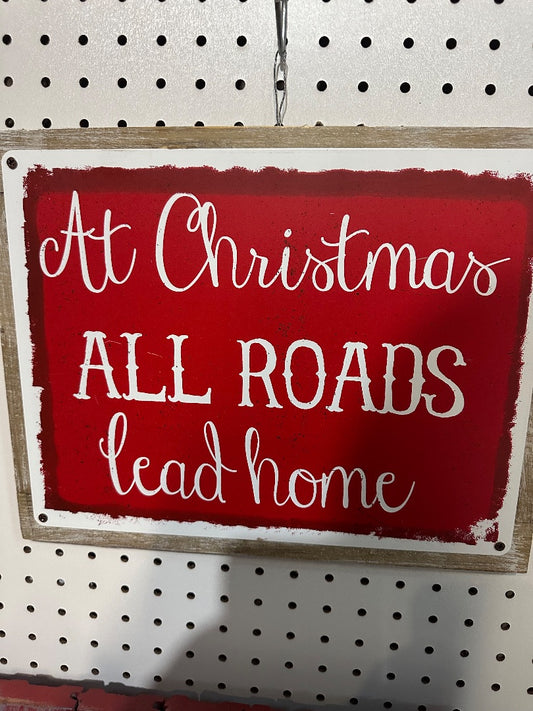 At Christmas
ALL ROADS
lead home